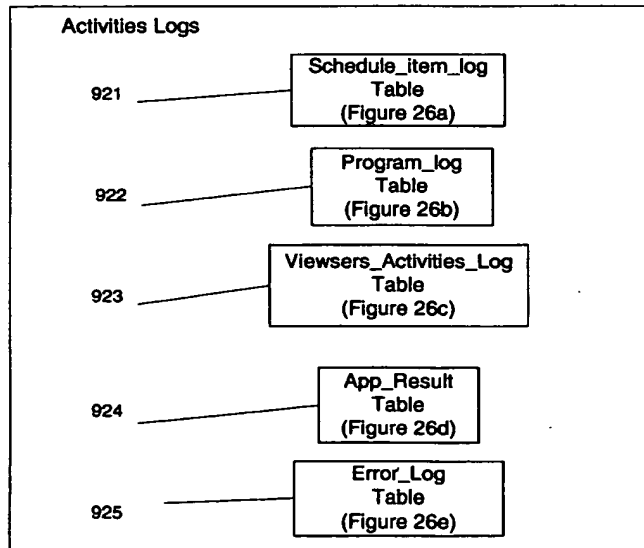 Activities Logs
921
Schedule_item_log
Table
(Figure 26a)
922
Program_log
Table
(Figure 26b)
923
Viewsers_Activities_Log
Table
(Figure 26c)
924
App_Result
Table
(Figure 26d)
925
Error_Log
Table
(Figure 26e)